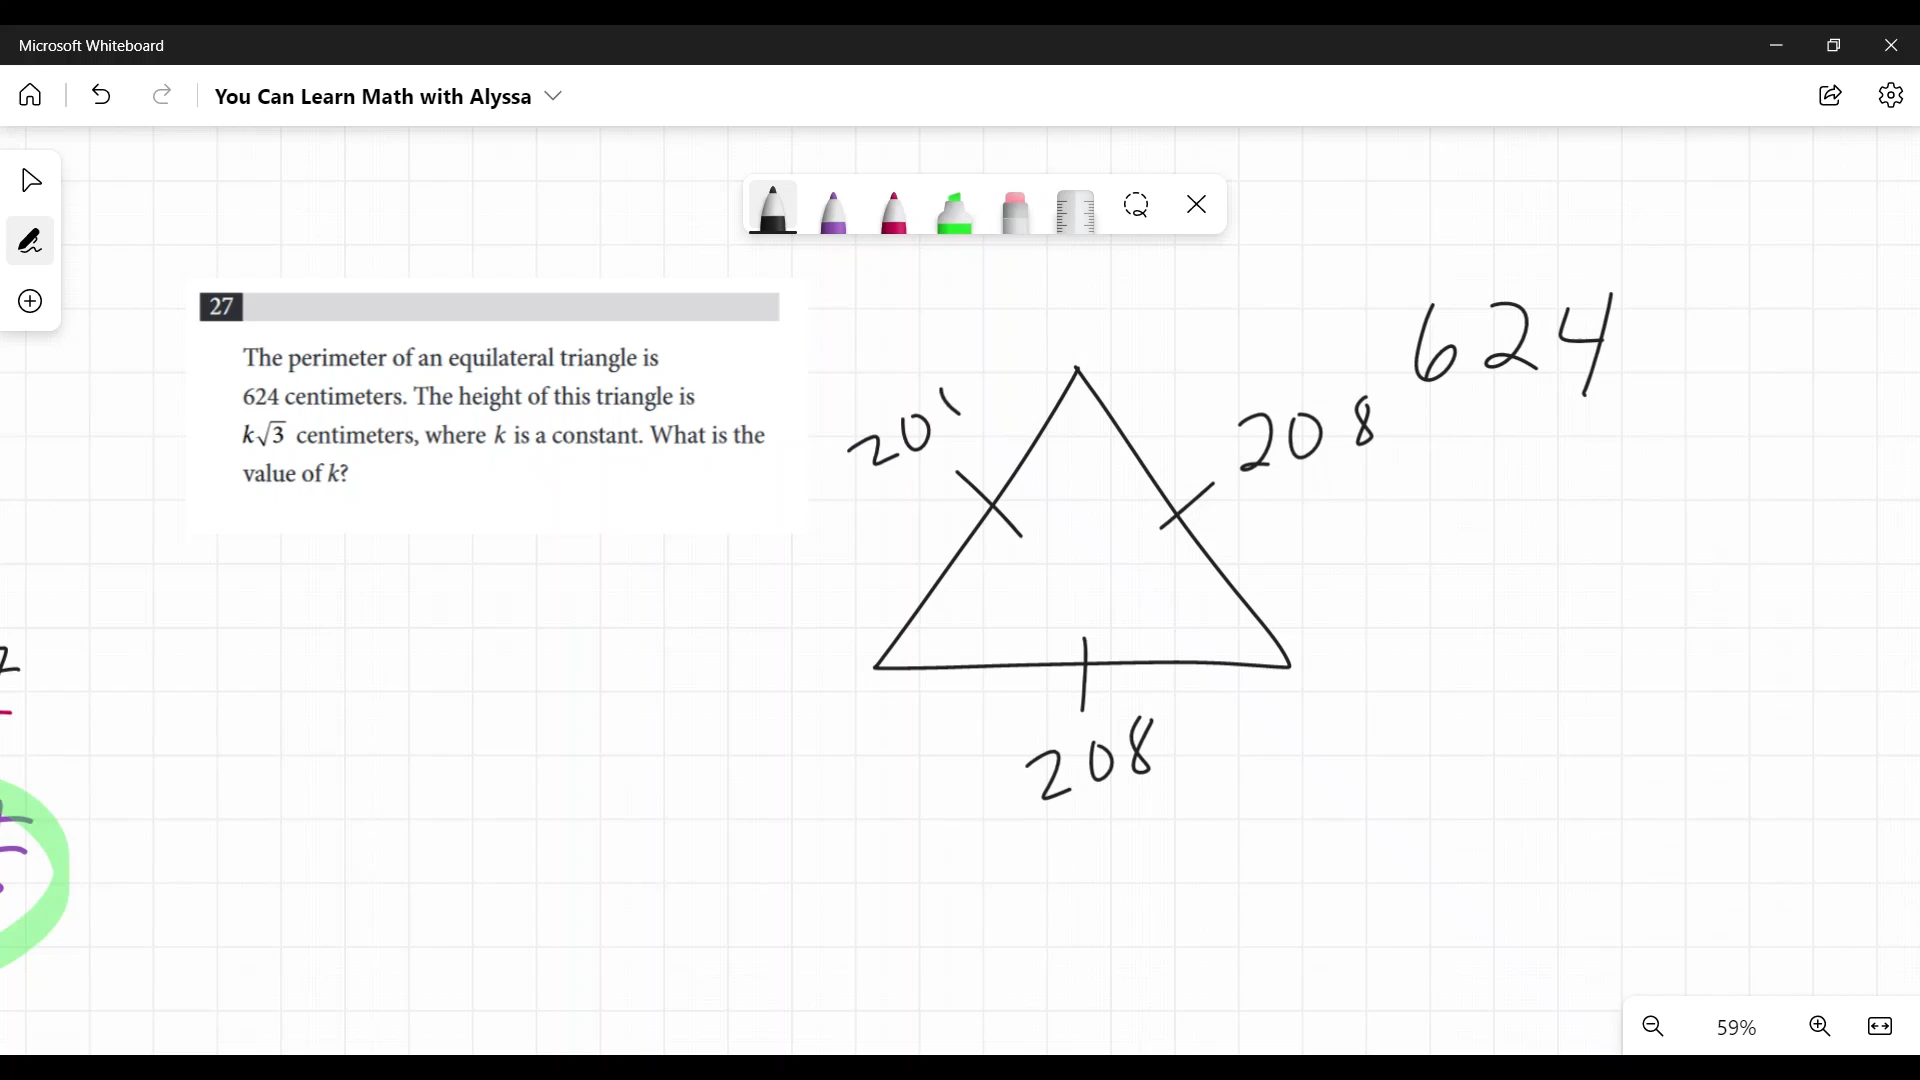 Microsoft Whiteboard
You Can Learn Math with Alyssa
27
The perimeter of an equilateral triangle is
624 centimeters. The height of this triangle is
k√3 centimeters, where k is a constant. What is the
value of k?
624
20
208
208
59%